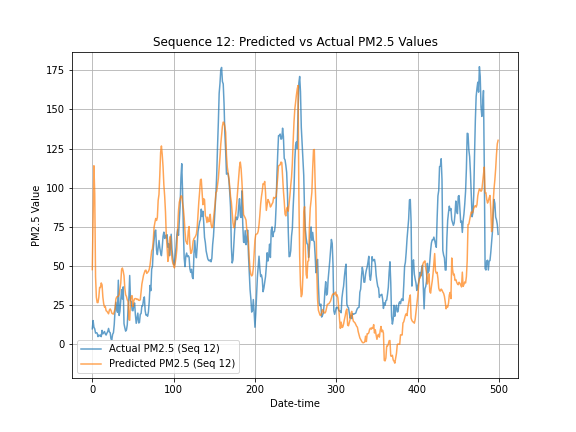 Sequence 12: Predicted vs Actual PM2.5 Values
PM2.5 Value
175
150
125
100
75
50
25
0
Actual PM2.5 (Seq 12)
Predicted PM2.5 (Seq 12)
0 100 200 300 400 500
Date-time